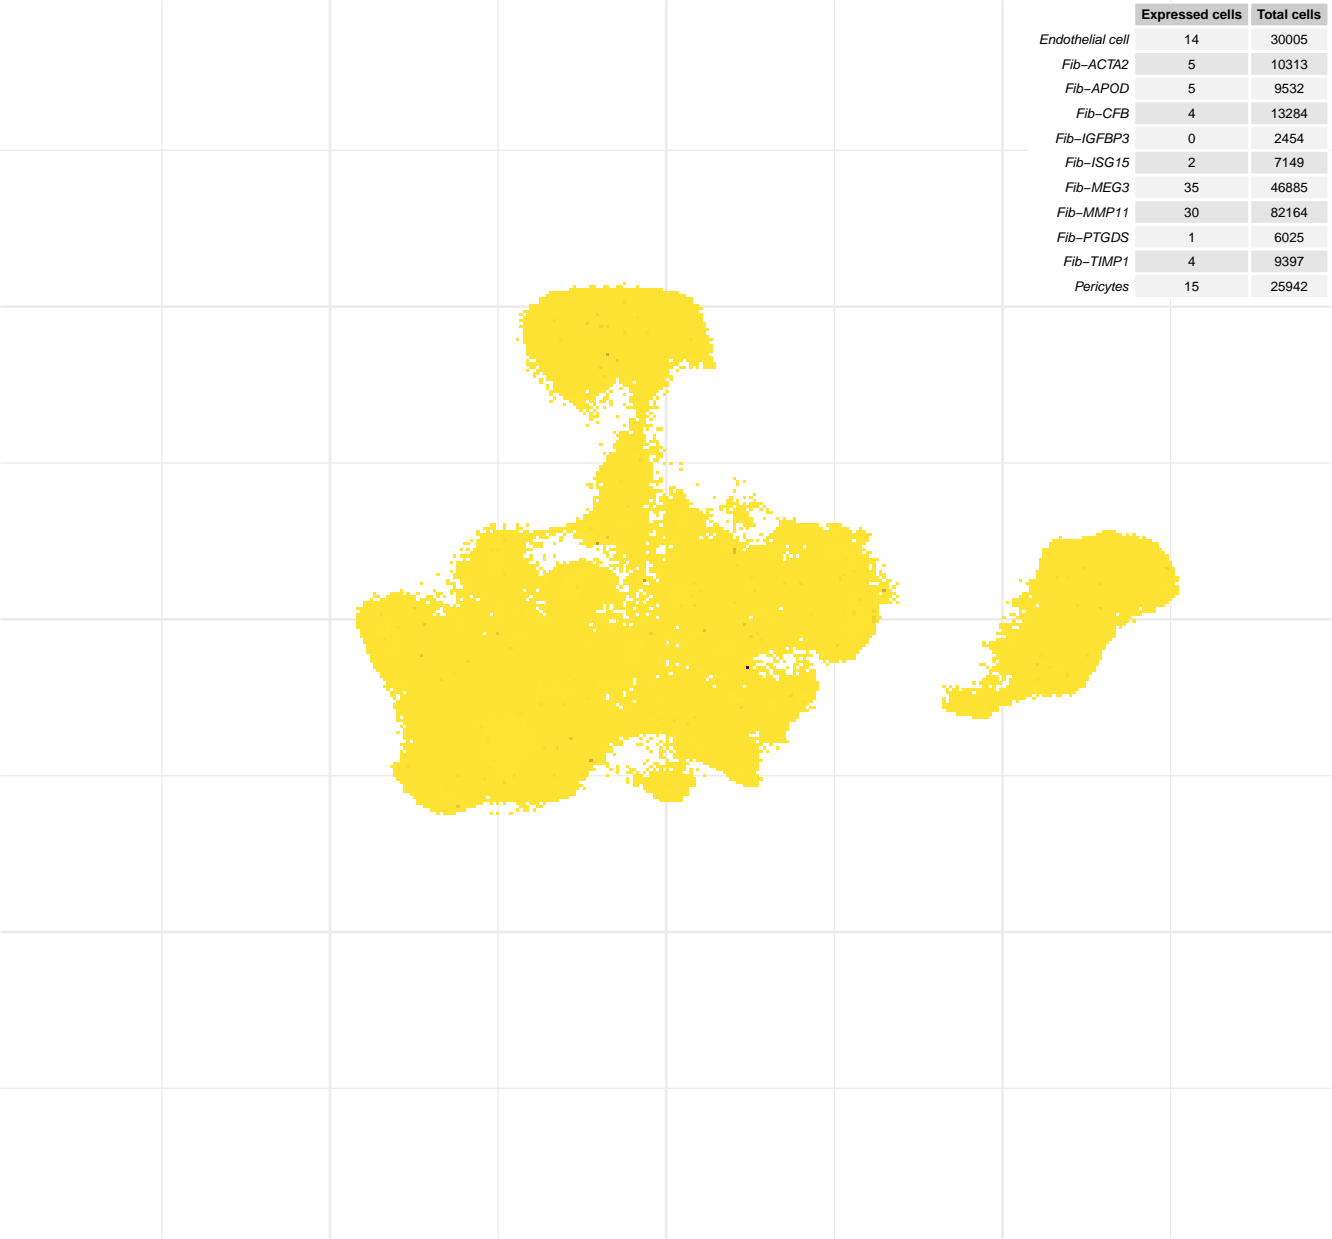 Expressed cells Total cells
Endothelial cell 14 30005
Fib−ACTA2 5 10313
Fib−APOD 5 9532
Fib−CFB 4 13284
Fib−IGFBP3 0 2454
Fib−ISG15 2 7149
Fib−MEG3 35 46885
Fib−MMP11 30 82164
Fib−PTGDS 1 6025
Fib−TIMP1 4 9397
Pericytes 15 25942